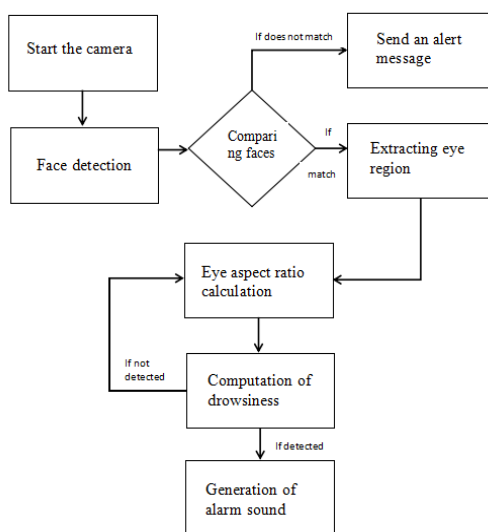 Start the camera
If does not match
Send an alert
message
Face detection
Compari
ng faces
If
match
Extracting eye
region
Eye aspect ratio
calculation
If not
detected
Computation of
drowsiness
If detected
Generation of
alarm sound